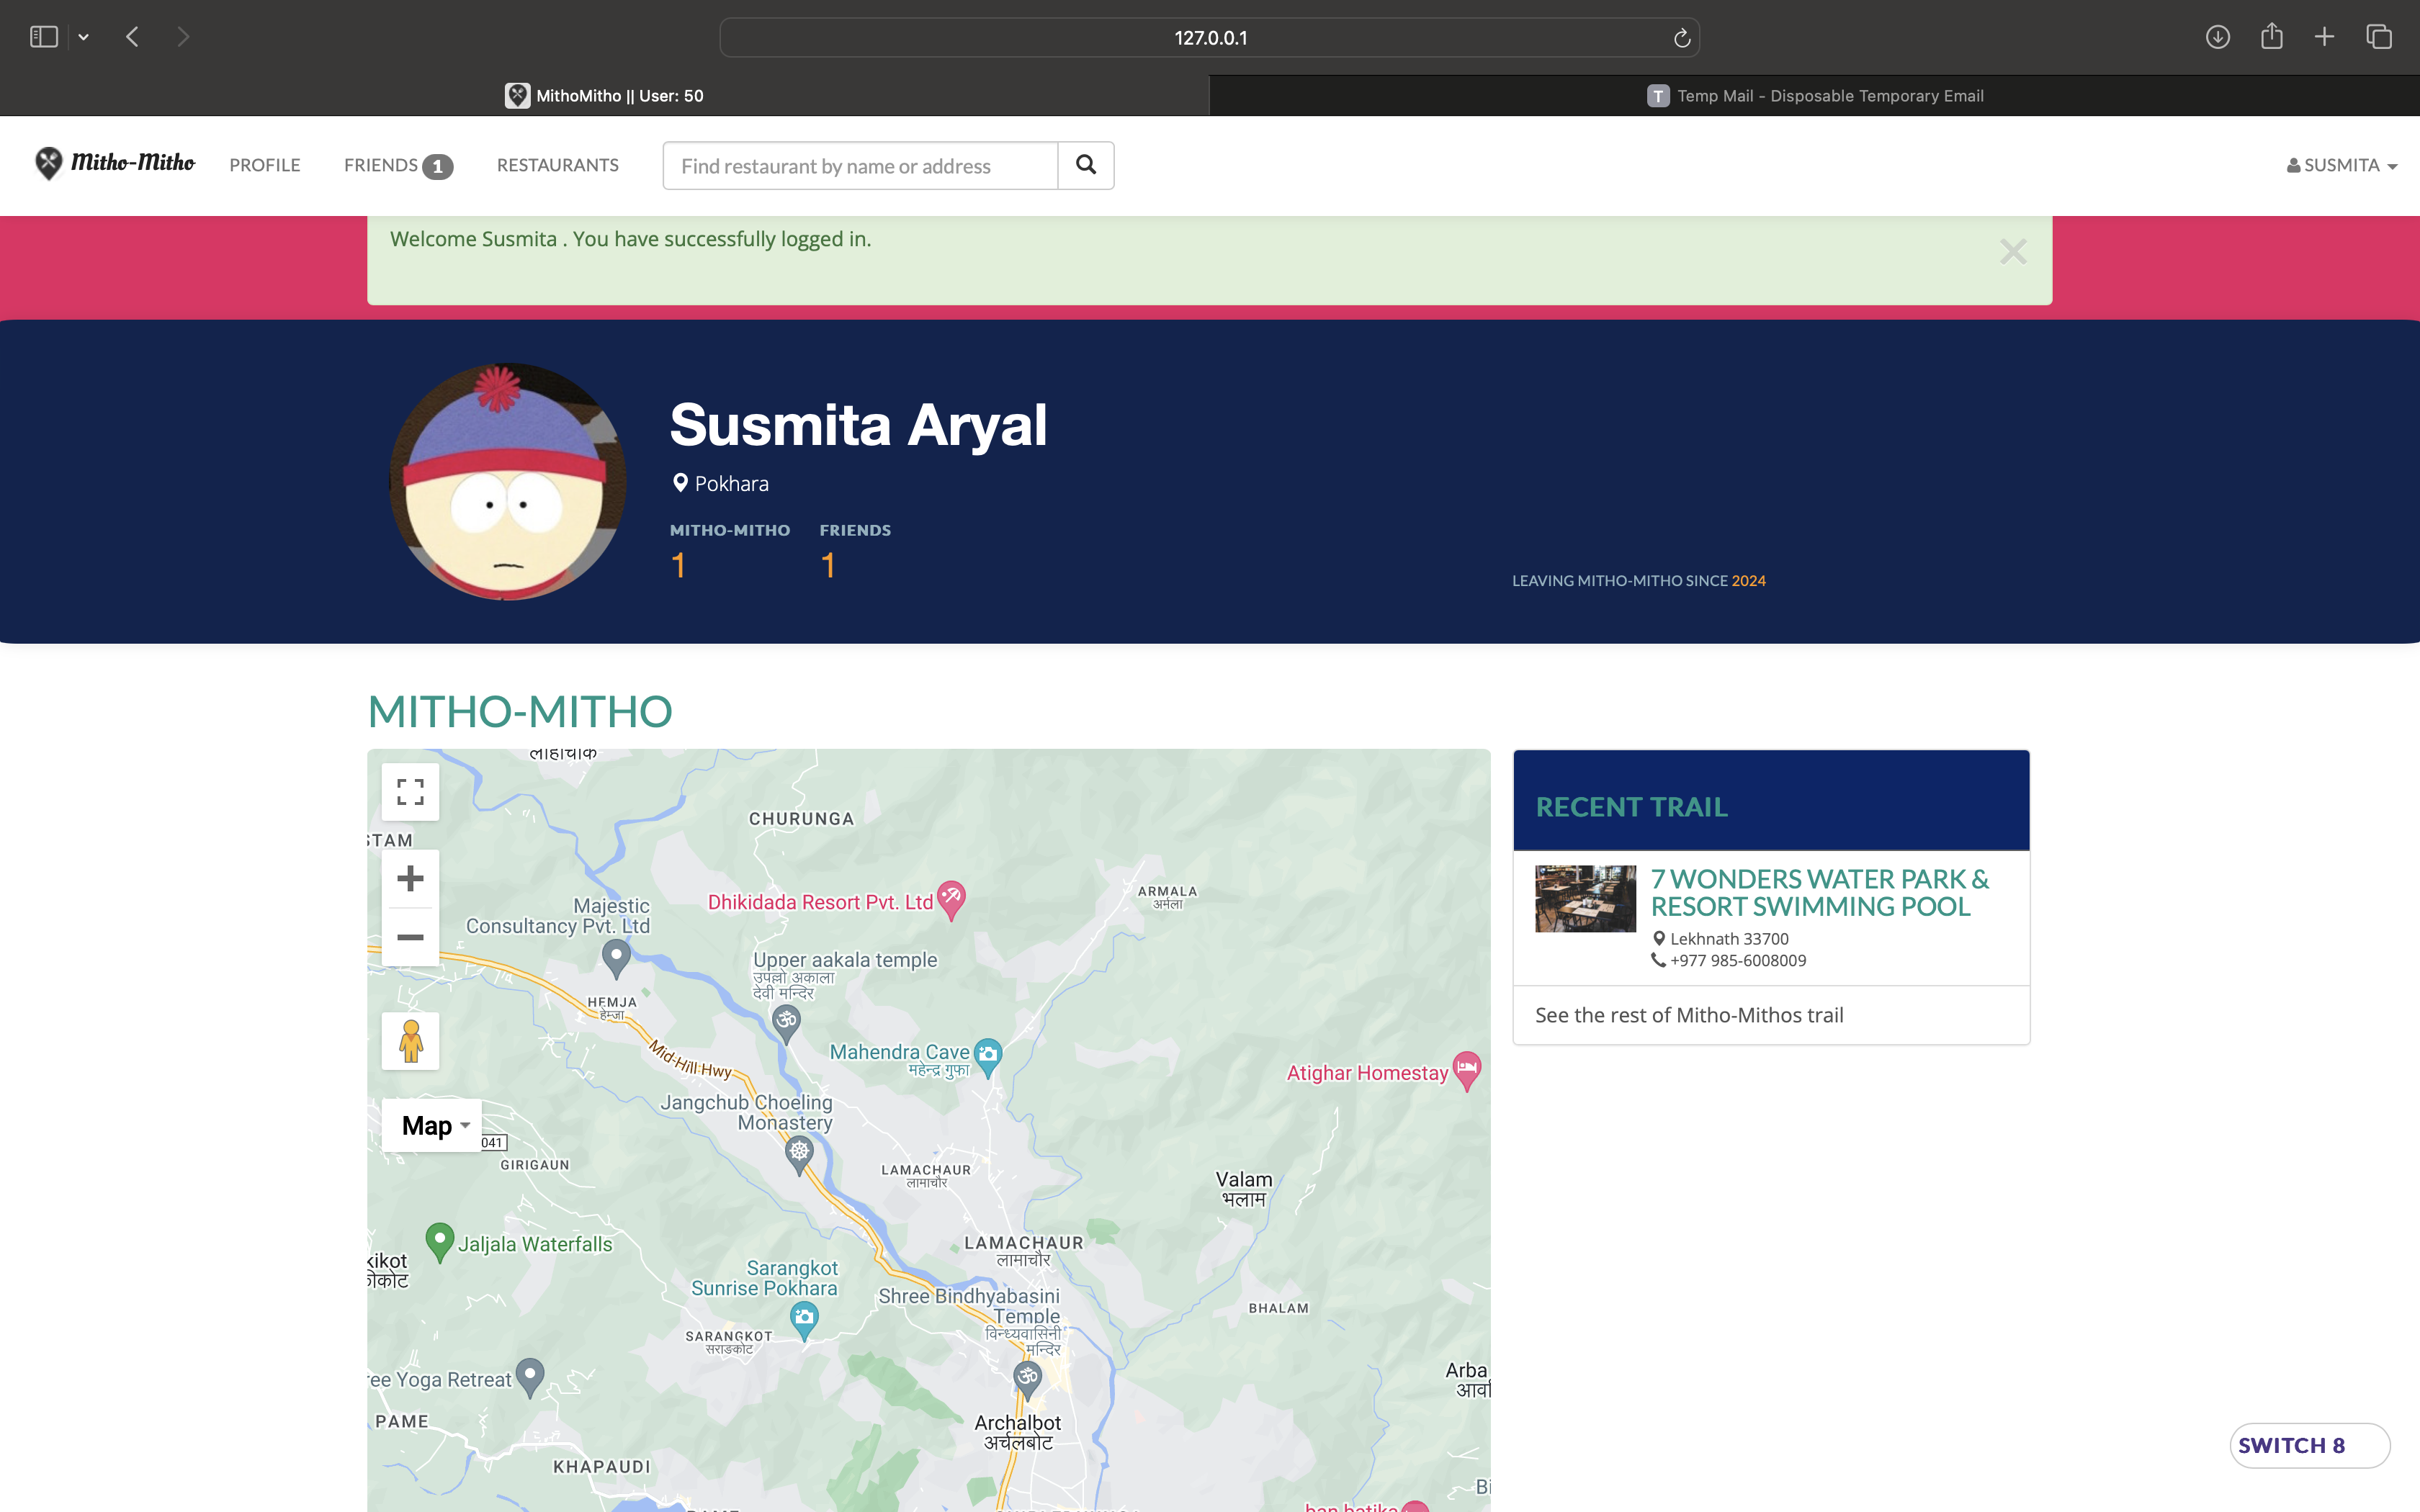 127.0.0.1
MithoMitho || User: 50
T Temp Mail - Disposable Temporary Email
Mitho-Mitho
PROFILE
FRIENDS 1
RESTAURANTS
Find restaurant by name or address
SUSMITA
Welcome Susmita . You have successfully logged in.
Susmita Aryal
Pokhara
MITHO-MITHO FRIENDS
1 1
LEAVING MITHO-MITHO SINCE 2024
MITHO-MITHO
CHURUNGA
STAM
Dhikidada Resort Pvt. Ltd
ARMALA
अर्मला
Majestic
Consultancy Pvt. Ltd
Upper aakala temple
उपल्लो अकाला
देवी मन्दिर
HEMJA
हेम्जा
Mid-Hill Hwy
Mahendra Cave
महेन्द्र गुफा
Atighar Homestay
Jangchub Choeling
Monastery
Map
041
GIRIGAUN
LAMACHAUR
लामाचौर
Valam
भलाम
Jaljala Waterfalls
LAMACHAUR
लामाचौर
kikot
Sarangkot
Sunrise Pokhara
Shree Bindhyabasini
Temple
विन्ध्यवासिनी
मन्दिर
BHALAM
SARANGKOT
सराङकोट
ree Yoga Retreat
Arba
PAME
Archalbot
अर्चलबोट
KHAPAUDI
Bi
ban batika
RECENT TRAIL
7 WONDERS WATER PARK &
RESORT SWIMMING POOL
Lekhnath 33700
+977 985-6008009
See the rest of Mitho-Mithos trail
SWITCH 8